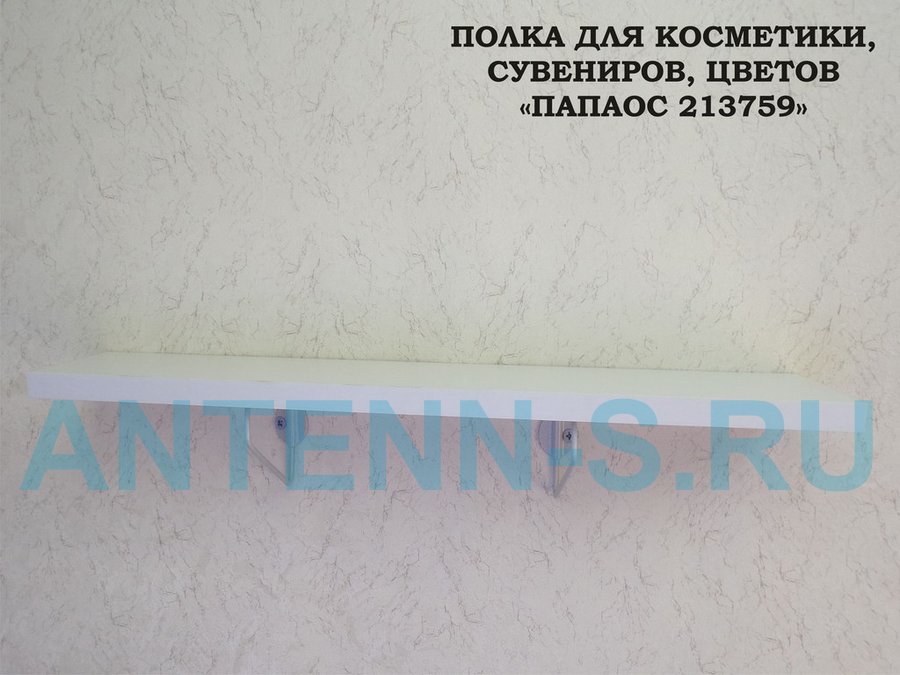 ПОЛКА ДЛЯ КОСМЕТИКИ,
СУВЕНИРОВ, ЦВЕТОВ
«ПАПАОС 213759»
ANTENN-S.RU